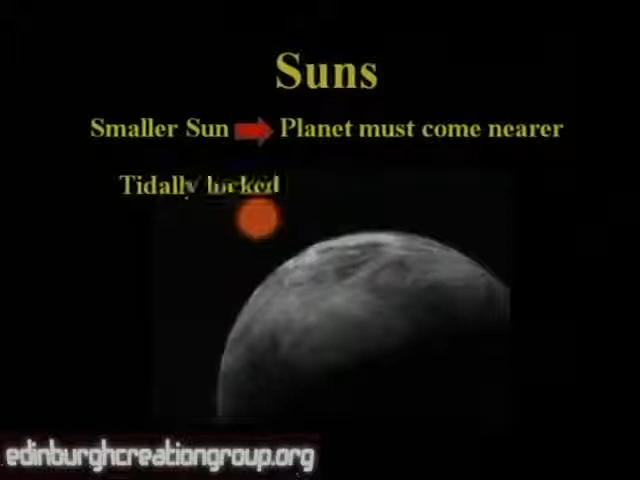 Suns
Smaller Sun Planet must come nearer
Tidally locked
edinburghcreationgroup.org